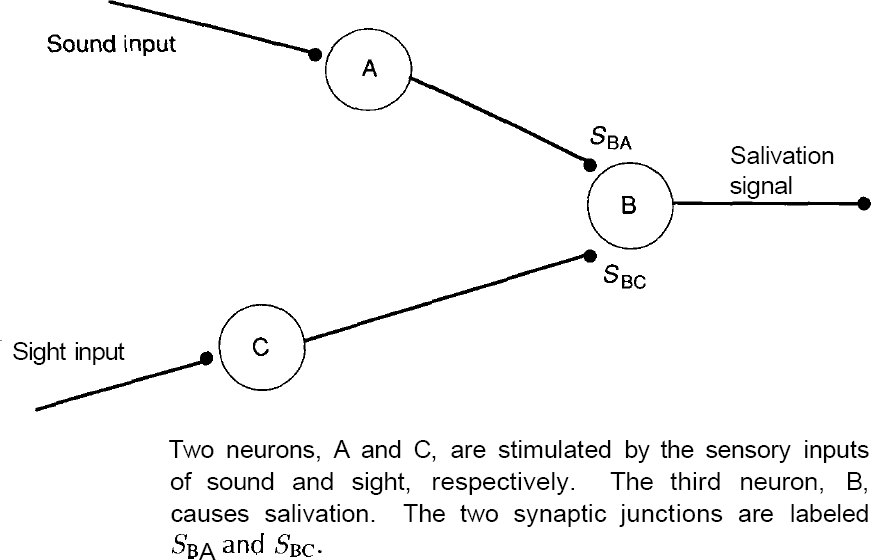 Sound input
A
S_BA
Salivation
signal
B
S_BC
Sight input
C
Two neurons, A and C, are stimulated by the sensory inputs
of sound and sight, respectively. The third neuron, B,
causes salivation. The two synaptic junctions are labeled
S_BA and S_BC.